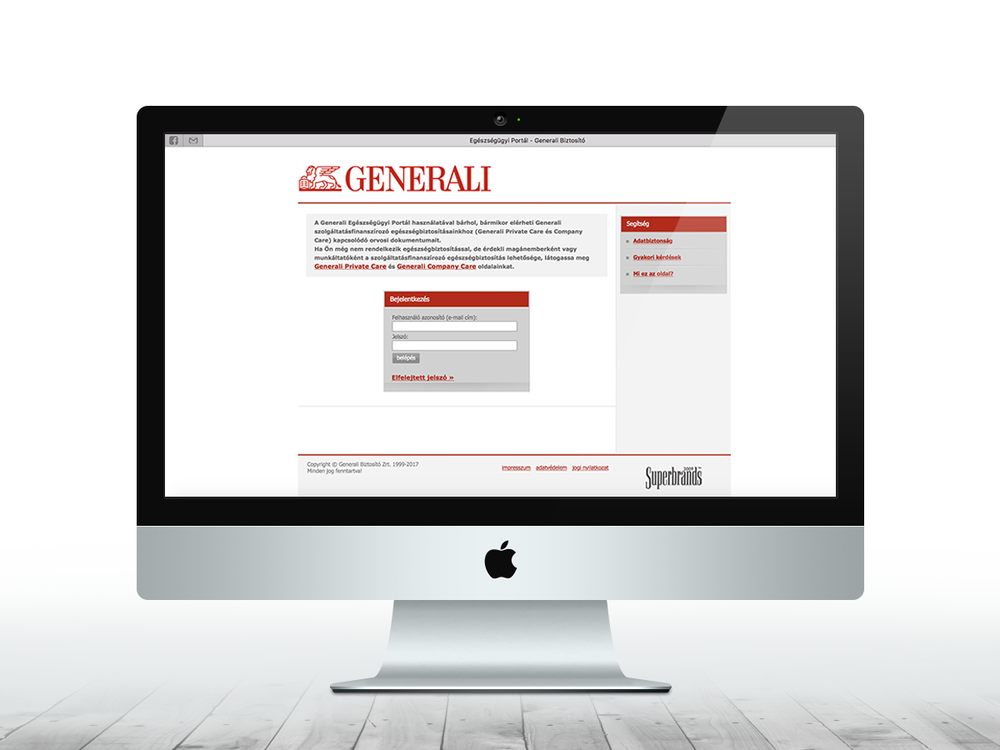 Egészségügyi Portál - Generali Biztosító
GENERALI
A Generali Egészségügyi Portál használatával bárhol, bármikor elérheti Generali
szolgáltatásfinanszírozó egészségbiztosításainkhoz (Generali Private Care és Company
Care) kapcsolódó orvosi dokumentumait.
Ha Ön még nem rendelkezik egészségbiztosítással, de érdekli magánemberként vagy
munkáltatóként a szolgáltatásfinanszírozó egészségbiztosítás lehetősége, látogassa meg
Generali Private Care és Generali Company Care oldalainkat.
Segítség
Adatbiztonság
Gyakori kérdések
Mi ez az oldal?
Bejelentkezés
Felhasználó azonosító (e-mail cím):
Jelszó:
belépés
Elfelejtett jelszó »
Copyright © Generali Biztosító Zrt. 1999-2017
Minden jog fenntartva!
impresszum adatvédelem jogi nyilatkozat
Superbrands
2009